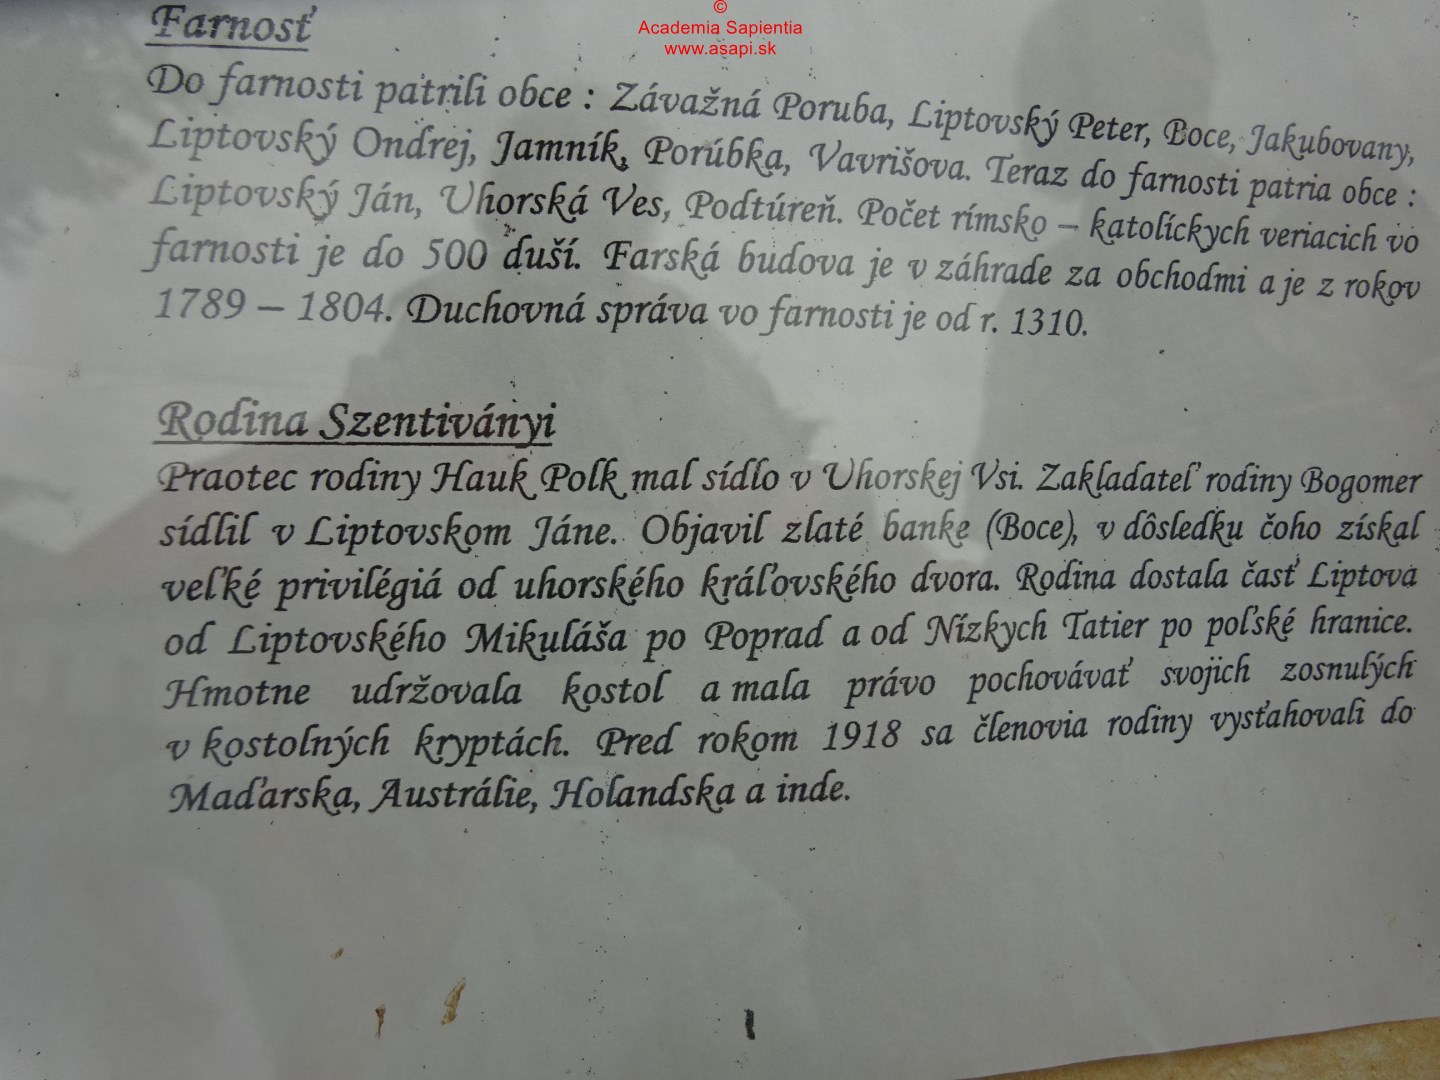 ©
Academia Sapientia
www.asapi.sk
Farnosť
Do farnosti patrili obce : Závažná Poruba, Liptovský Peter, Boce, Jakubovany,
Liptovský Ondrej, Jamník, Porúbka, Vavrišova. Teraz do farnosti patria obce :
Liptovský Ján, Uhorská Ves, Podtúreň. Počet rímsko – katolíckych veriacich vo
farnosti je do 500 duší. Farská budova je v záhrade za obchodmi a je z rokov
1789 – 1804. Duchovná správa vo farnosti je od r. 1310.
Rodina Szentiványi
Praotec rodiny Hauk Polk mal sídlo v Uhorskej Vsi. Zakladateľ rodiny Bogomer
sídlil v Liptovskom Jáne. Objavil zlaté banke (Boce), v dôsledku čoho získal
veľké privilégiá od uhorského kráľovského dvora. Rodina dostala časť Liptova
od Liptovského Mikuláša po Poprad a od Nízkych Tatier po poľské hranice.
Hmotne udržovala kostol a mala právo pochovávať svojich zosnulých
v kostolných kryptách. Pred rokom 1918 sa členovia rodiny vysťahovali do
Maďarska, Austrálie, Holandska a inde.